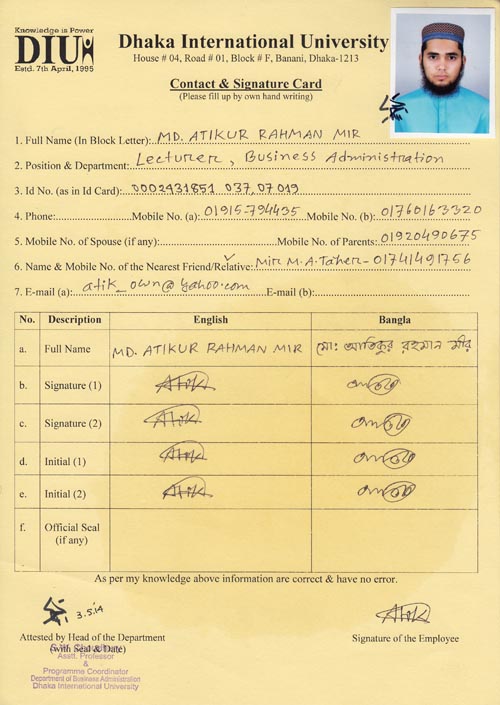 Knowledge is Power
DIU
Estd. 7th April, 1995
Dhaka International University
House # 04, Road # 01, Block # F, Banani, Dhaka-1213
Contact & Signature Card
(Please fill up by own hand writing)
1. Full Name (In Block Letter): MD. ATIKUR RAHMAN MIR
2. Position & Department: Lecturer, Business Administration
3. Id No. (as in Id Card): 0002431851 037 07 019
4. Phone: Mobile No. (a): 01915-794435 Mobile No. (b): 01760163320
5. Mobile No. of Spouse (if any): Mobile No. of Parents: 01920490675
6. Name & Mobile No. of the Nearest Friend/Relative: Mir M.A. Taher - 01741491756
7. E-mail (a): atik_own@yahoo.com E-mail (b):
No. Description English Bangla
a. Full Name MD. ATIKUR RAHMAN MIR মোঃ আতিকুর রহমান মীর
b. Signature (1) Atik
c. Signature (2) Atik
d. Initial (1) Atik
e. Initial (2) Atik
f. Official Seal
(if any)
As per my knowledge above information are correct & have no error.
3.5.14 Atik
Attested by Head of the Department Signature of the Employee
(with Seal & Date)
Asstt. Professor
&
Programme Coordinator
Department of Business Administration
Dhaka International University